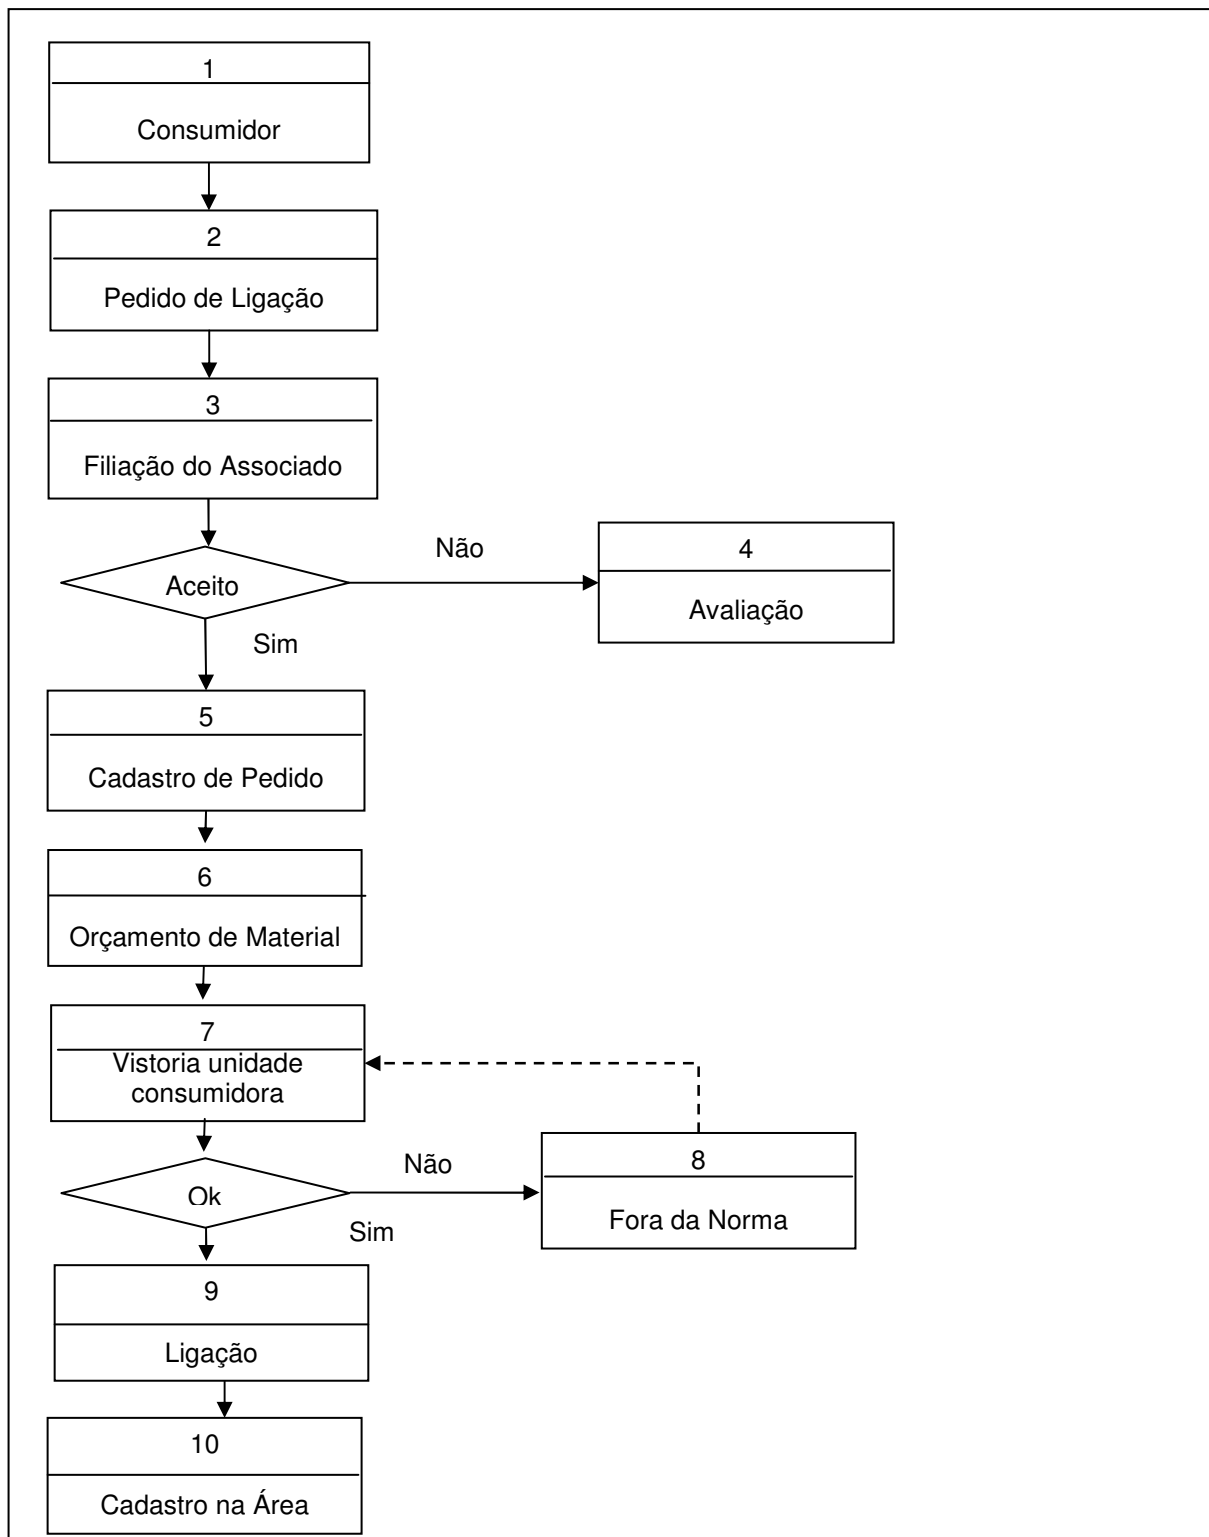 1
Consumidor
2
Pedido de Ligação
3
Filiação do Associado
Aceito
Não
4
Avaliação
Sim
5
Cadastro de Pedido
6
Orçamento de Material
7
Vistoria unidade
consumidora
Ok
Não
8
Fora da Norma
Sim
9
Ligação
10
Cadastro na Área